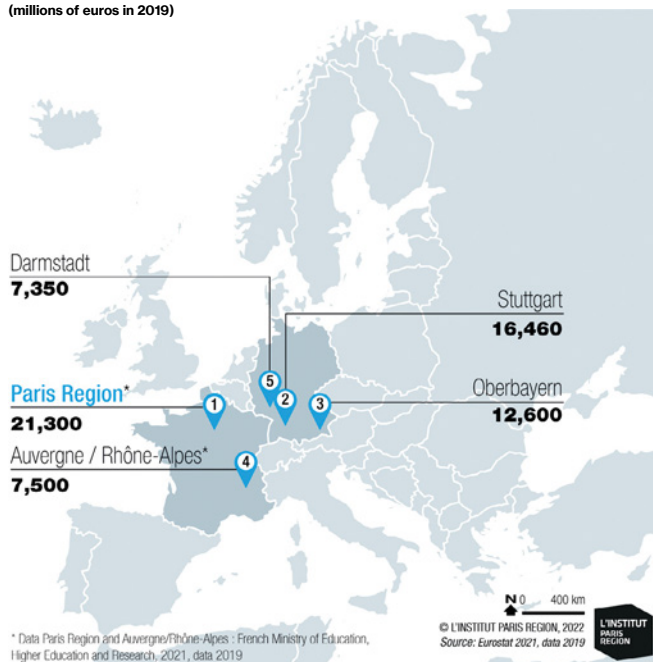 (millions of euros in 2019)
Darmstadt
7,350
Stuttgart
16,460
5
2
3
Oberbayern
12,600
Paris Region*
21,300
1
Auvergne / Rhône-Alpes*
7,500
4
N 0 400 km
© L'INSTITUT PARIS REGION, 2022
Source: Eurostat 2021, data 2019
L'INSTITUT
PARIS
REGION
* Data Paris Region and Auvergne/Rhône-Alpes : French Ministry of Education,
Higher Education and Research, 2021, data 2019